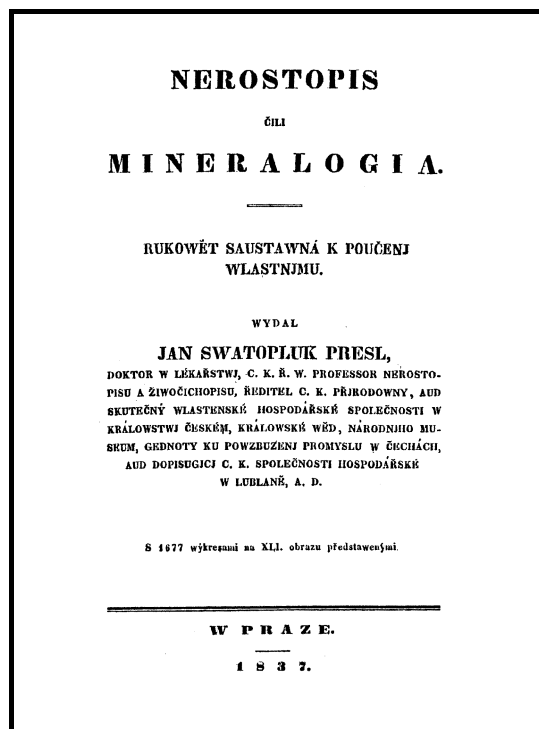 NEROSTOPIS
ČILI
MINERALOGIA.
RUKOWĚT SAUSTAWNÁ K POUČENJ
WLASTNJMU.
WYDAL
JAN SWATOPLUK PRESL,
DOKTOR W LÉKAŘSTWJ, C. K. Ř. W. PROFESSOR NEROSTO-
PISU A ŽIWOČICHOPISU, ŘEDITEL C. K. PŘJRODOWNY, AUD
SKUTEČNÝ WLASTENSKÉ HOSPODÁŘSKÉ SPOLEČNOSTI W
KRÁLOWSTWJ ČESKÉM, KRÁLOWSKÉ WĚD, NÁRODNJHO MU-
SEUM, GEDNOTY KU POWZBUZENJ PROMYSLU W ČECHÁCH,
AUD DOPISUGJCJ C. K. SPOLEČNOSTI HOSPODÁŘSKÉ
W LUBLANĚ, A. D.
S 1677 wýkresami na XLI. obrazu představenými.
W PRAZE.
1837.